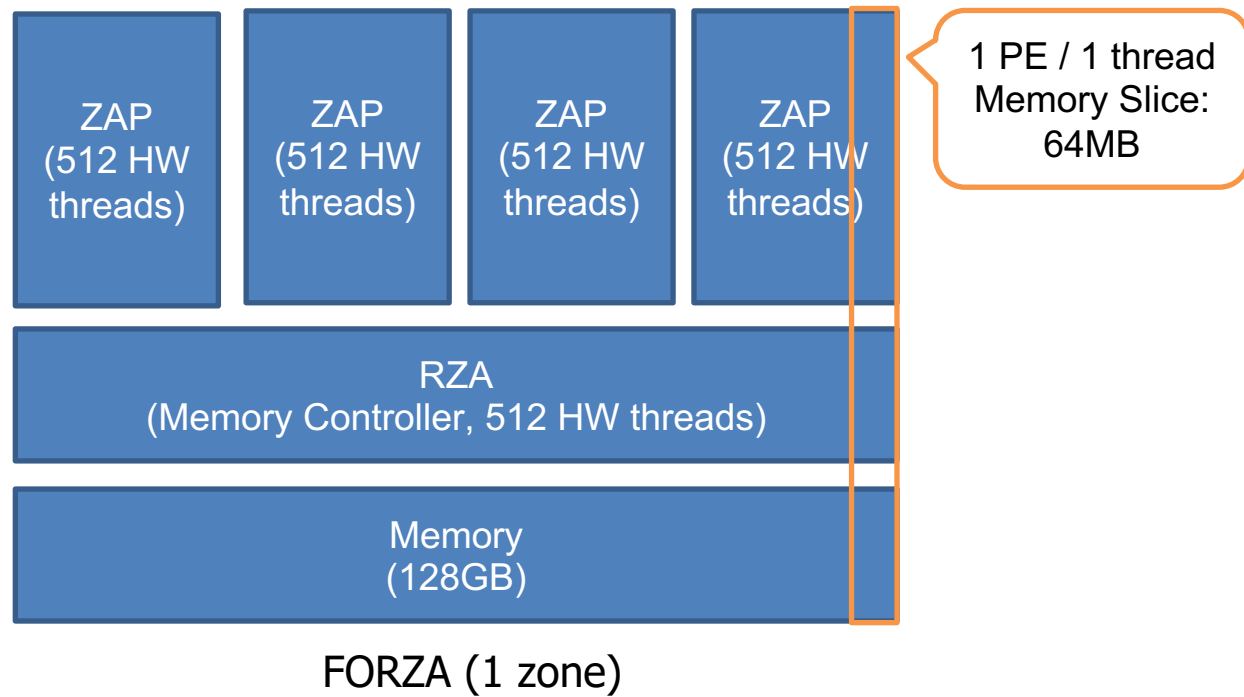 ZAP
(512 HW
threads)
ZAP
(512 HW
threads)
ZAP
(512 HW
threads)
ZAP
(512 HW
threads)
1 PE / 1 thread
Memory Slice:
64MB
RZA
(Memory Controller, 512 HW threads)
Memory
(128GB)
FORZA (1 zone)